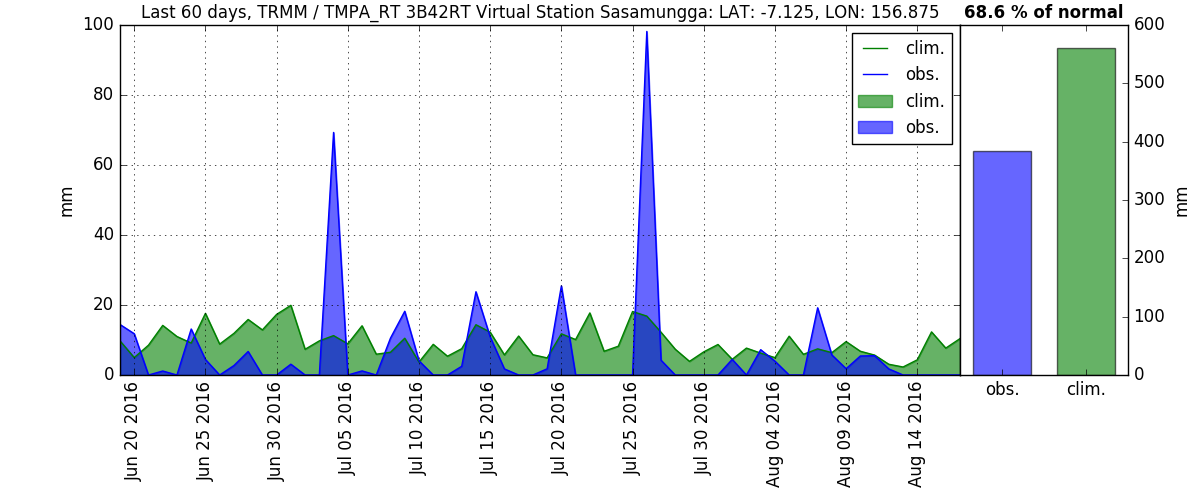 Last 60 days, TRMM / TMPA_RT 3B42RT Virtual Station Sasamungga: LAT: -7.125, LON: 156.875
68.6 % of normal
100
80
60
40
20
0
mm
clim.
obs.
clim.
obs.
600
500
400
300
200
100
0
mm
obs.
clim.
Jun 20 2016
Jun 25 2016
Jun 30 2016
Jul 05 2016
Jul 10 2016
Jul 15 2016
Jul 20 2016
Jul 25 2016
Jul 30 2016
Aug 04 2016
Aug 09 2016
Aug 14 2016